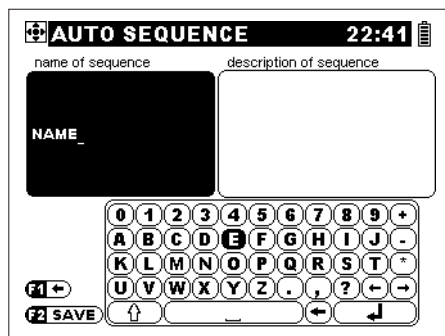 AUTO SEQUENCE 22:41
name of sequence description of sequence
NAME_
0 1 2 3 4 5 6 7 8 9 +
A B C D E F G H I J -
K L M N O P Q R S T *
F1 ← U V W X Y Z . , ? ← →
F2 SAVE